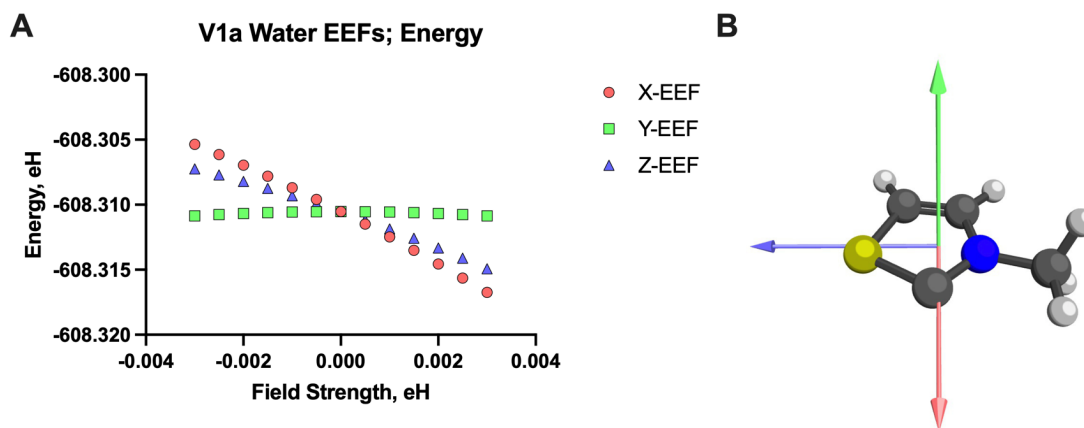 A
V1a Water EEFs; Energy
B
-608.300
-608.305
-608.310
-608.315
-608.320
Energy, eH
-0.004
-0.002
0.000
0.002
0.004
Field Strength, eH
X-EEF
Y-EEF
Z-EEF